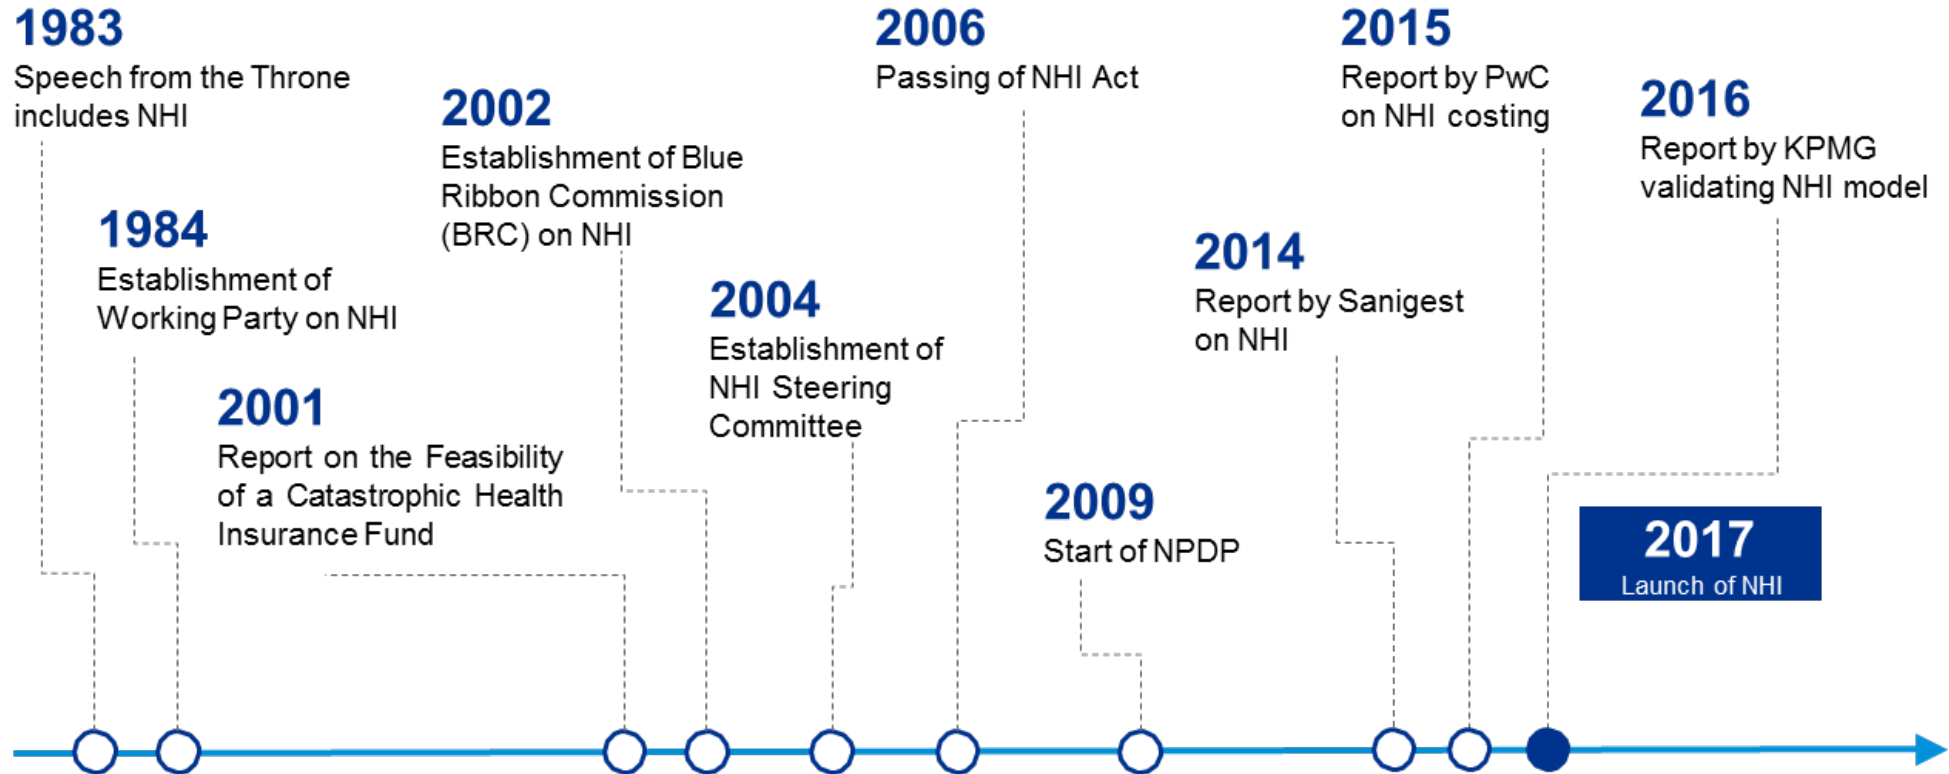 1983
Speech from the Throne
includes NHI
1984
Establishment of
Working Party on NHI
2001
Report on the Feasibility
of a Catastrophic Health
Insurance Fund
2002
Establishment of Blue
Ribbon Commission
(BRC) on NHI
2004
Establishment of
NHI Steering
Committee
2006
Passing of NHI Act
2009
Start of NPDP
2014
Report by Sanigest
on NHI
2015
Report by PwC
on NHI costing
2016
Report by KPMG
validating NHI model
2017
Launch of NHI